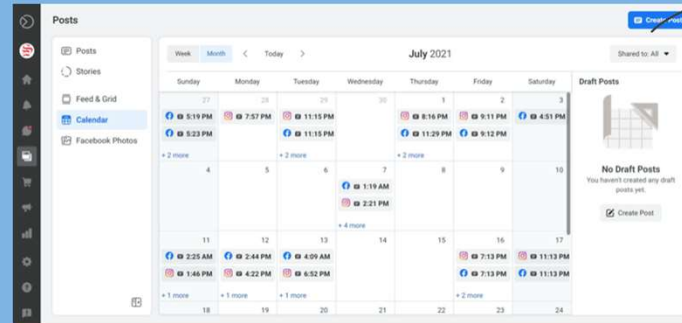 Posts
Create Post
Posts
Stories
Feed & Grid
Calendar
Facebook Photos
Week Month Today
July 2021
Shared to: All
Sunday Monday Tuesday Wednesday Thursday Friday Saturday
27 28 29 30 1 2 3
5:19 PM 7:57 PM 11:15 PM 8:16 PM 9:11 PM 4:51 PM
5:23 PM 11:15 PM 11:29 PM 9:12 PM
+ 2 more + 2 more + 2 more
4 5 6 7 8 9 10
1:19 AM
2:21 PM
+ 4 more
11 12 13 14 15 16 17
2:25 AM 2:44 PM 4:09 AM 7:13 PM 11:13 PM
1:46 PM 4:22 PM 6:52 PM 7:13 PM 11:13 PM
+ 1 more + 1 more + 1 more + 2 more
18 19 20 21 22 23 24
Draft Posts
No Draft Posts
You haven't created any draft
posts yet.
Create Post